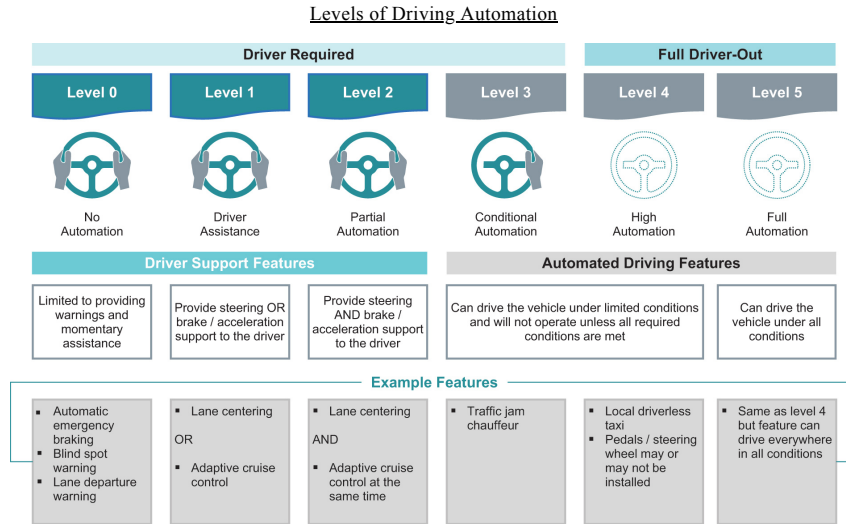 Levels of Driving Automation
Driver Required
Full Driver-Out
Level 0
Level 1
Level 2
Level 3
Level 4
Level 5
No
Automation
Driver
Assistance
Partial
Automation
Conditional
Automation
High
Automation
Full
Automation
Driver Support Features
Automated Driving Features
Limited to providing
warnings and
momentary
assistance
Provide steering OR
brake / acceleration
support to the driver
Provide steering
AND brake /
acceleration support
to the driver
Can drive the vehicle under limited conditions
and will not operate unless all required
conditions are met
Can drive the
vehicle under all
conditions
Example Features
▪ Automatic
emergency
braking
▪ Blind spot
warning
▪ Lane departure
warning
▪ Lane centering
OR
▪ Adaptive cruise
control
▪ Lane centering
AND
▪ Adaptive cruise
control at the
same time
▪ Traffic jam
chauffeur
▪ Local driverless
taxi
▪ Pedals / steering
wheel may or
may not be
installed
▪ Same as level 4
but feature can
drive everywhere
in all conditions